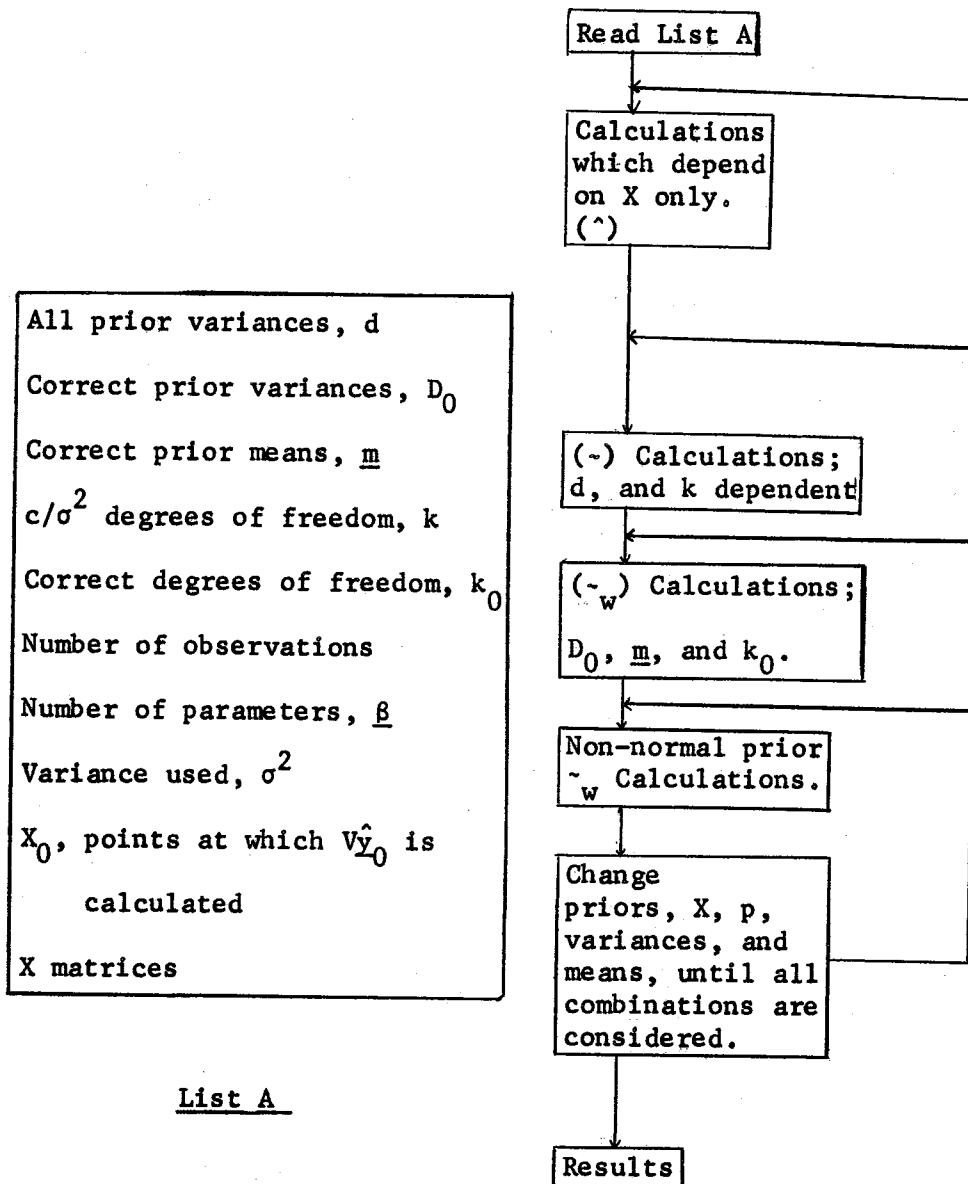 Read List A
Calculations
which depend
on X only.
(^)
(~) Calculations;
d, and k dependent
(~w) Calculations;
D0, m, and k0.
Non-normal prior
~w Calculations.
Change
priors, X, p,
variances, and
means, until all
combinations are
considered.
Results
All prior variances, d
Correct prior variances, D0
Correct prior means, m
c/σ² degrees of freedom, k
Correct degrees of freedom, k0
Number of observations
Number of parameters, β
Variance used, σ²
X0, points at which Vŷ0 is
calculated
X matrices
List A